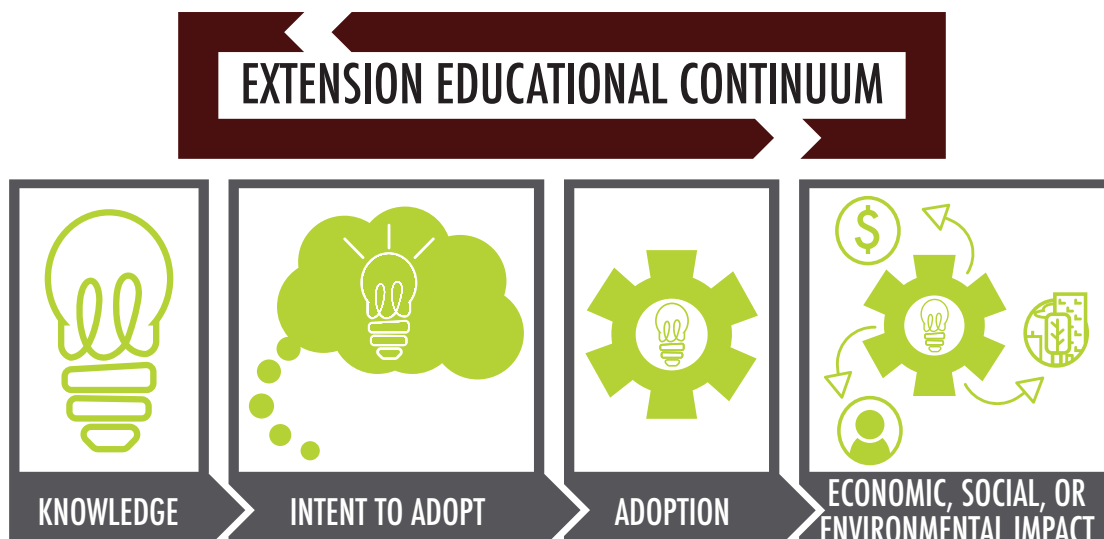 EXTENSION EDUCATIONAL CONTINUUM
$
KNOWLEDGE
INTENT TO ADOPT
ADOPTION
ECONOMIC, SOCIAL, OR
ENVIRONMENTAL IMPACT